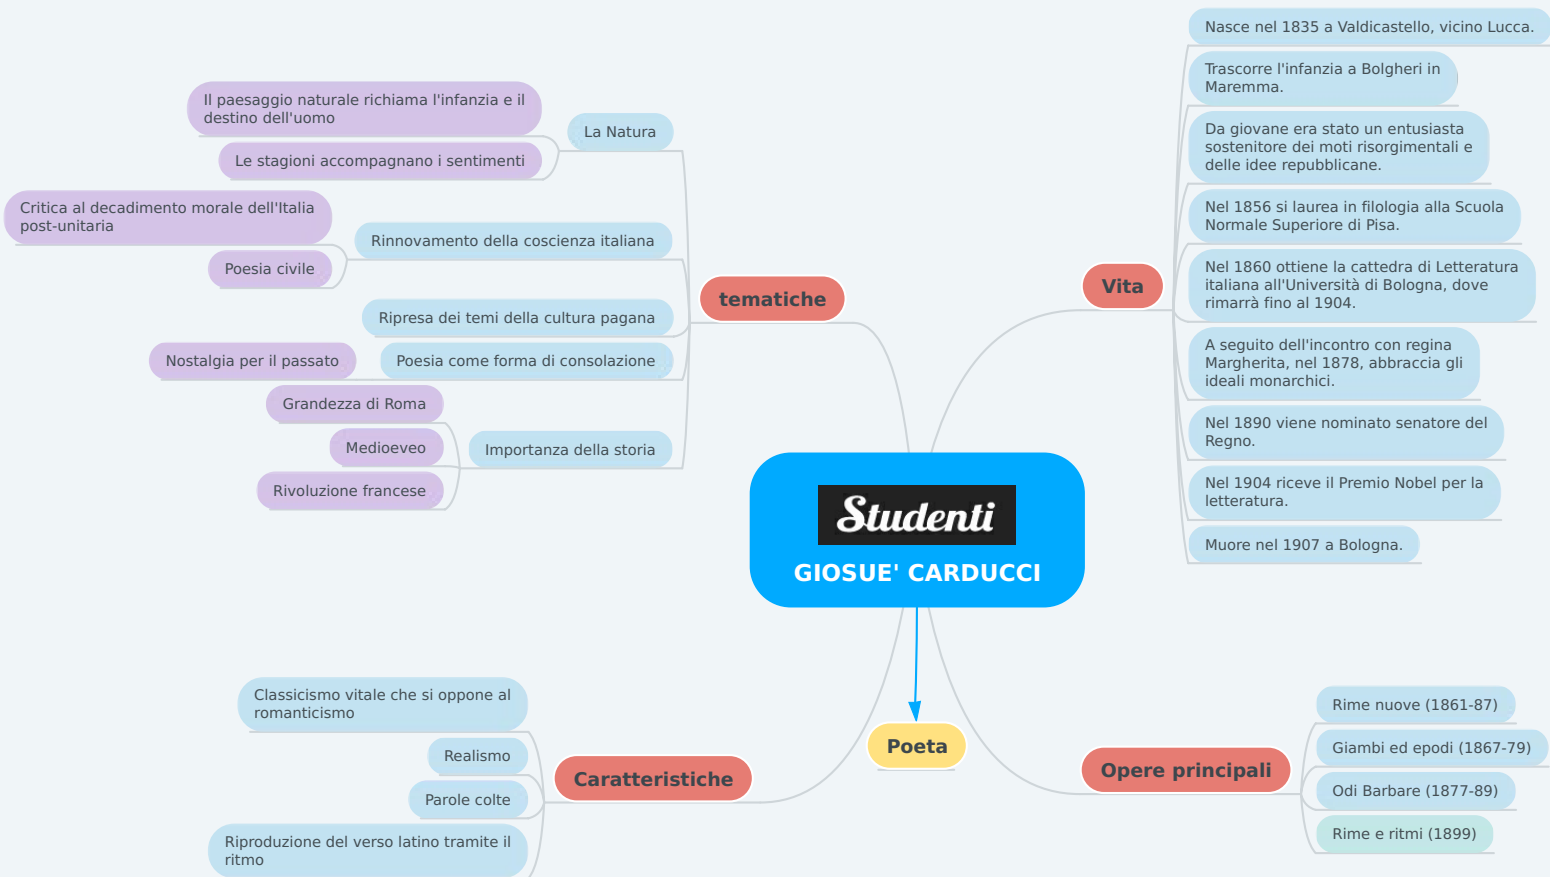 Studenti
GIOSUE' CARDUCCI
Poeta
Vita
Nasce nel 1835 a Valdicastello, vicino Lucca.
Trascorre l'infanzia a Bolgheri in
Maremma.
Da giovane era stato un entusiasta
sostenitore dei moti risorgimentali e
delle idee repubblicane.
Nel 1856 si laurea in filologia alla Scuola
Normale Superiore di Pisa.
Nel 1860 ottiene la cattedra di Letteratura
italiana all'Università di Bologna, dove
rimarrà fino al 1904.
A seguito dell'incontro con regina
Margherita, nel 1878, abbraccia gli
ideali monarchici.
Nel 1890 viene nominato senatore del
Regno.
Nel 1904 riceve il Premio Nobel per la
letteratura.
Muore nel 1907 a Bologna.
Opere principali
Rime nuove (1861-87)
Giambi ed epodi (1867-79)
Odi Barbare (1877-89)
Rime e ritmi (1899)
tematiche
La Natura
Il paesaggio naturale richiama l'infanzia e il
destino dell'uomo
Le stagioni accompagnano i sentimenti
Rinnovamento della coscienza italiana
Critica al decadimento morale dell'Italia
post-unitaria
Poesia civile
Ripresa dei temi della cultura pagana
Poesia come forma di consolazione
Nostalgia per il passato
Importanza della storia
Grandezza di Roma
Medioeveo
Rivoluzione francese
Caratteristiche
Classicismo vitale che si oppone al
romanticismo
Realismo
Parole colte
Riproduzione del verso latino tramite il
ritmo